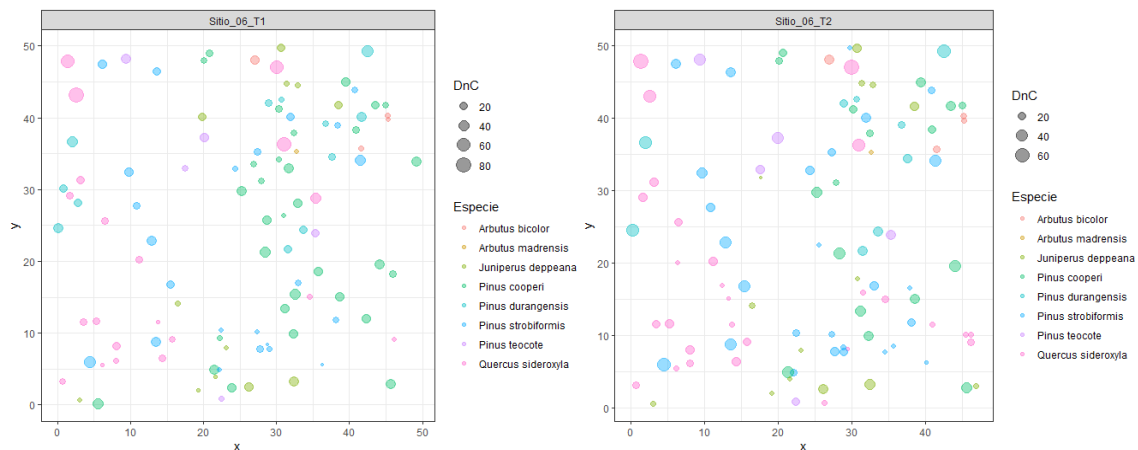 Sitio_06_T1
50
40
30
20
10
0
y
0 10 20 30 40 50
x
DnC
20
40
60
80
Especie
Arbutus bicolor
Arbutus madrensis
Juniperus deppeana
Pinus cooperi
Pinus durangensis
Pinus strobiformis
Pinus teocote
Quercus sideroxyla
Sitio_06_T2
50
40
30
20
10
0
y
0 10 20 30 40
x
DnC
20
40
60
Especie
Arbutus bicolor
Arbutus madrensis
Juniperus deppeana
Pinus cooperi
Pinus durangensis
Pinus strobiformis
Pinus teocote
Quercus sideroxyla